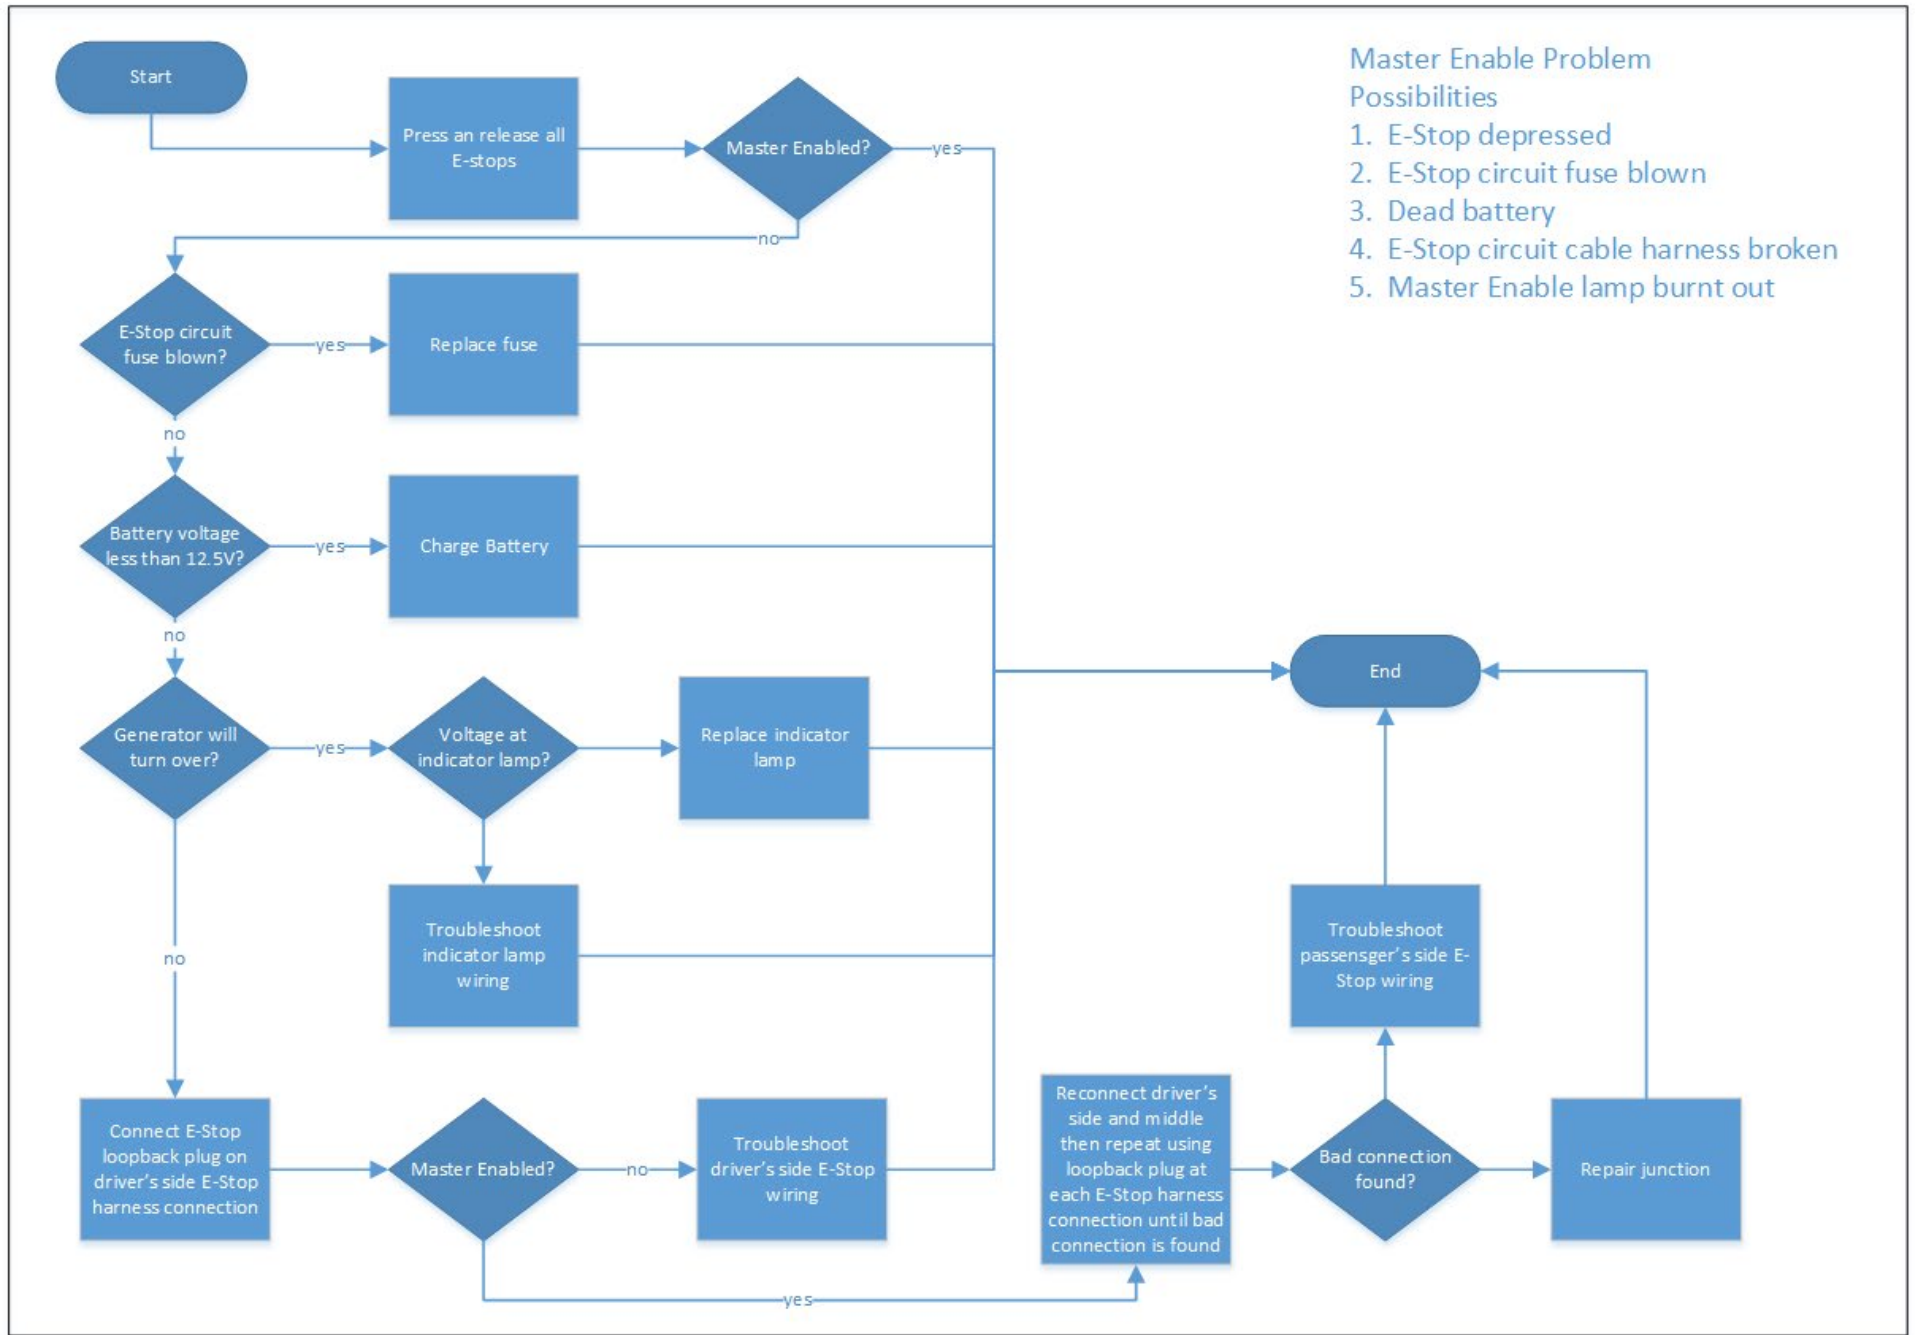 Start
Press an release all
E-stops
Master Enabled?
yes
no
Master Enable Problem
Possibilities
1. E-Stop depressed
2. E-Stop circuit fuse blown
3. Dead battery
4. E-Stop circuit cable harness broken
5. Master Enable lamp burnt out
E-Stop circuit
fuse blown?
yes
Replace fuse
no
Battery voltage
less than 12.5V?
yes
Charge Battery
no
Generator will
turn over?
yes
Voltage at
indicator lamp?
Replace indicator
lamp
End
Troubleshoot
indicator lamp
wiring
no
Troubleshoot
passensger’s side E-
Stop wiring
Connect E-Stop
loopback plug on
driver’s side E-Stop
harness connection
Master Enabled?
no
Troubleshoot
driver’s side E-Stop
wiring
yes
Reconnect driver’s
side and middle
then repeat using
loopback plug at
each E-Stop harness
connection until bad
connection is found
Bad connection
found?
Repair junction